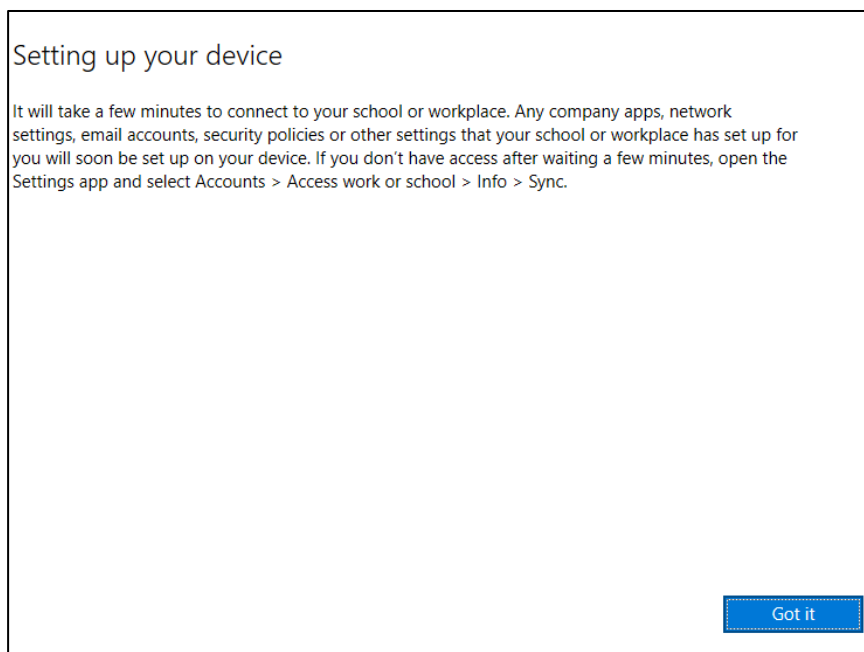 Setting up your device
It will take a few minutes to connect to your school or workplace. Any company apps, network
settings, email accounts, security policies or other settings that your school or workplace has set up for
you will soon be set up on your device. If you don’t have access after waiting a few minutes, open the
Settings app and select Accounts > Access work or school > Info > Sync.
Got it